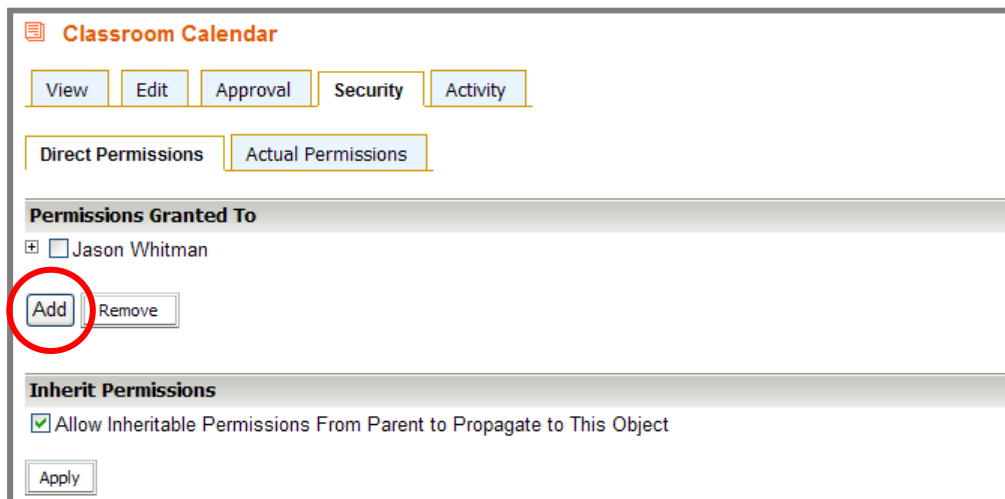 Classroom Calendar
View Edit Approval Security Activity
Direct Permissions Actual Permissions
Permissions Granted To
Jason Whitman
Add Remove
Inherit Permissions
Allow Inheritable Permissions From Parent to Propagate to This Object
Apply